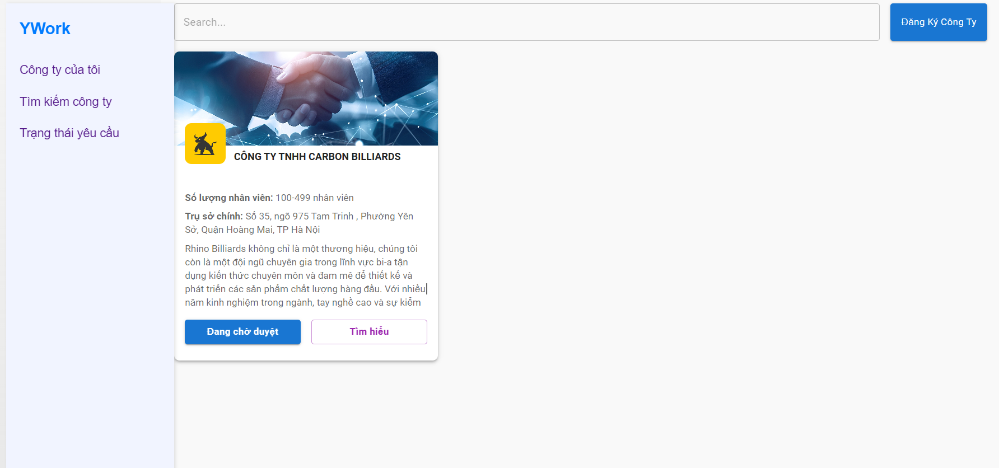 YWork
Công ty của tôi
Tìm kiếm công ty
Trạng thái yêu cầu
Search...
Đăng Ký Công Ty
CÔNG TY TNHH CARBON BILLIARDS
Số lượng nhân viên: 100-499 nhân viên
Trụ sở chính: Số 35, ngõ 975 Tam Trinh , Phường Yên
Sở, Quận Hoàng Mai, TP Hà Nội
Rhino Billiards không chỉ là một thương hiệu, chúng tôi
còn là một đội ngũ chuyên gia trong lĩnh vực bi-a tận
dụng kiến thức chuyên môn và đam mê để thiết kế và
phát triển các sản phẩm chất lượng hàng đầu. Với nhiều
năm kinh nghiệm trong ngành, tay nghề cao và sự kiểm
Đang chờ duyệt
Tìm hiểu